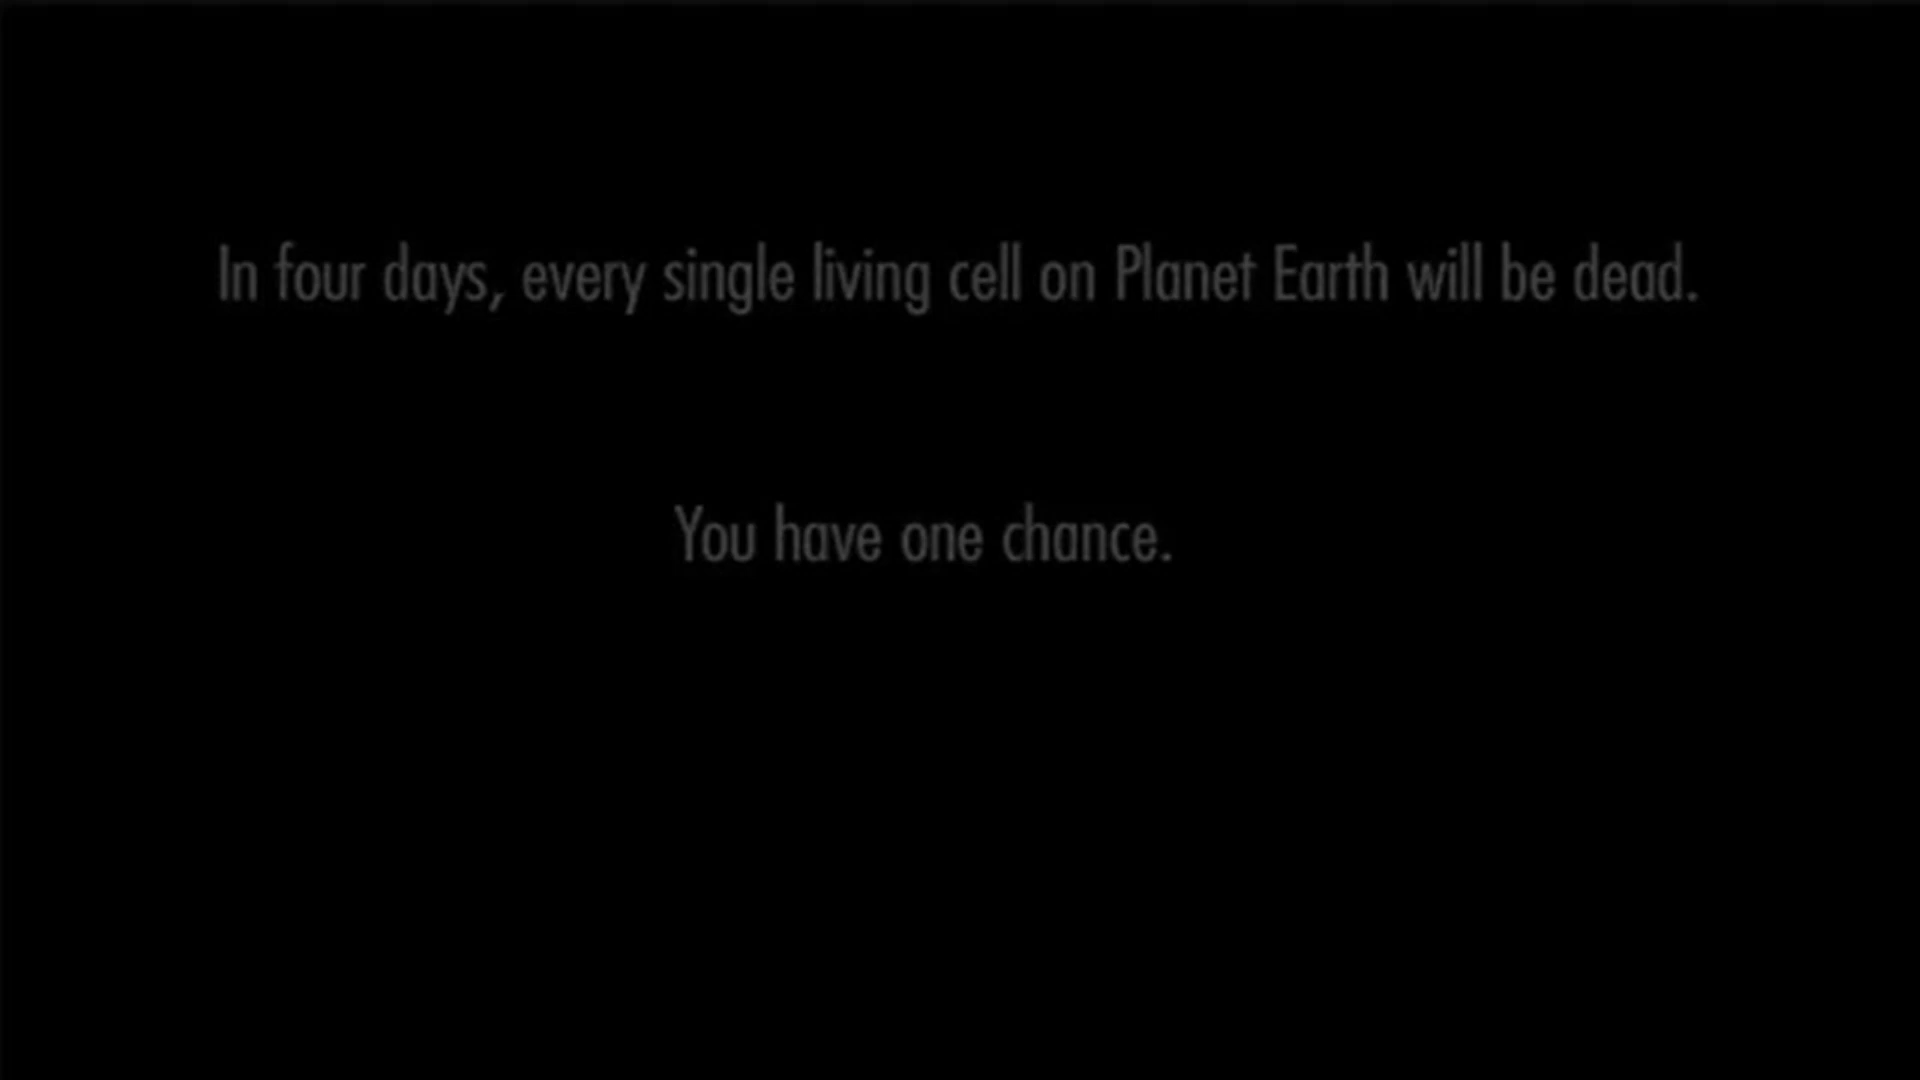 In four days, every single living cell on Planet Earth will be dead.
You have one chance.